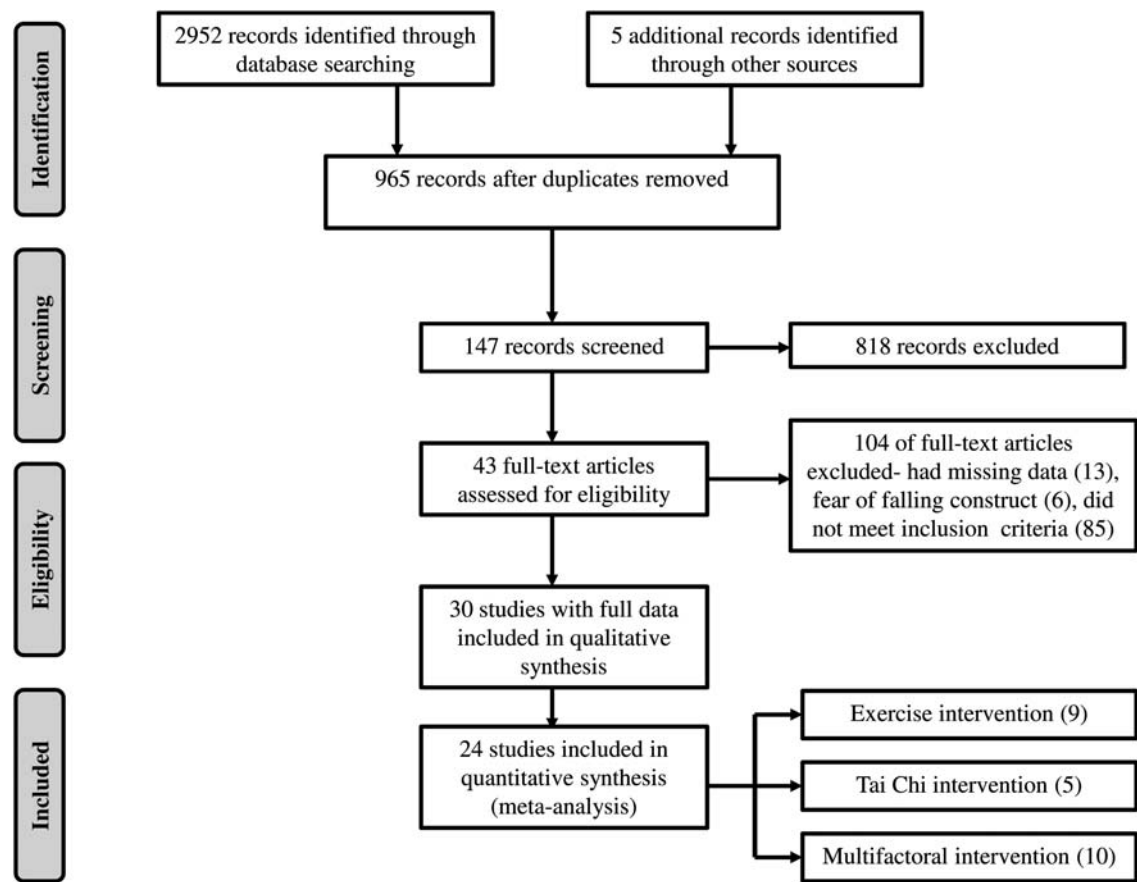 Identification
2952 records identified through
database searching
5 additional records identified
through other sources
965 records after duplicates removed
Screening
147 records screened
818 records excluded
Eligibility
43 full-text articles
assessed for eligibility
104 of full-text articles
excluded- had missing data (13),
fear of falling construct (6), did
not meet inclusion criteria (85)
30 studies with full data
included in qualitative
synthesis
Included
24 studies included in
quantitative synthesis
(meta-analysis)
Exercise intervention (9)
Tai Chi intervention (5)
Multifactoral intervention (10)